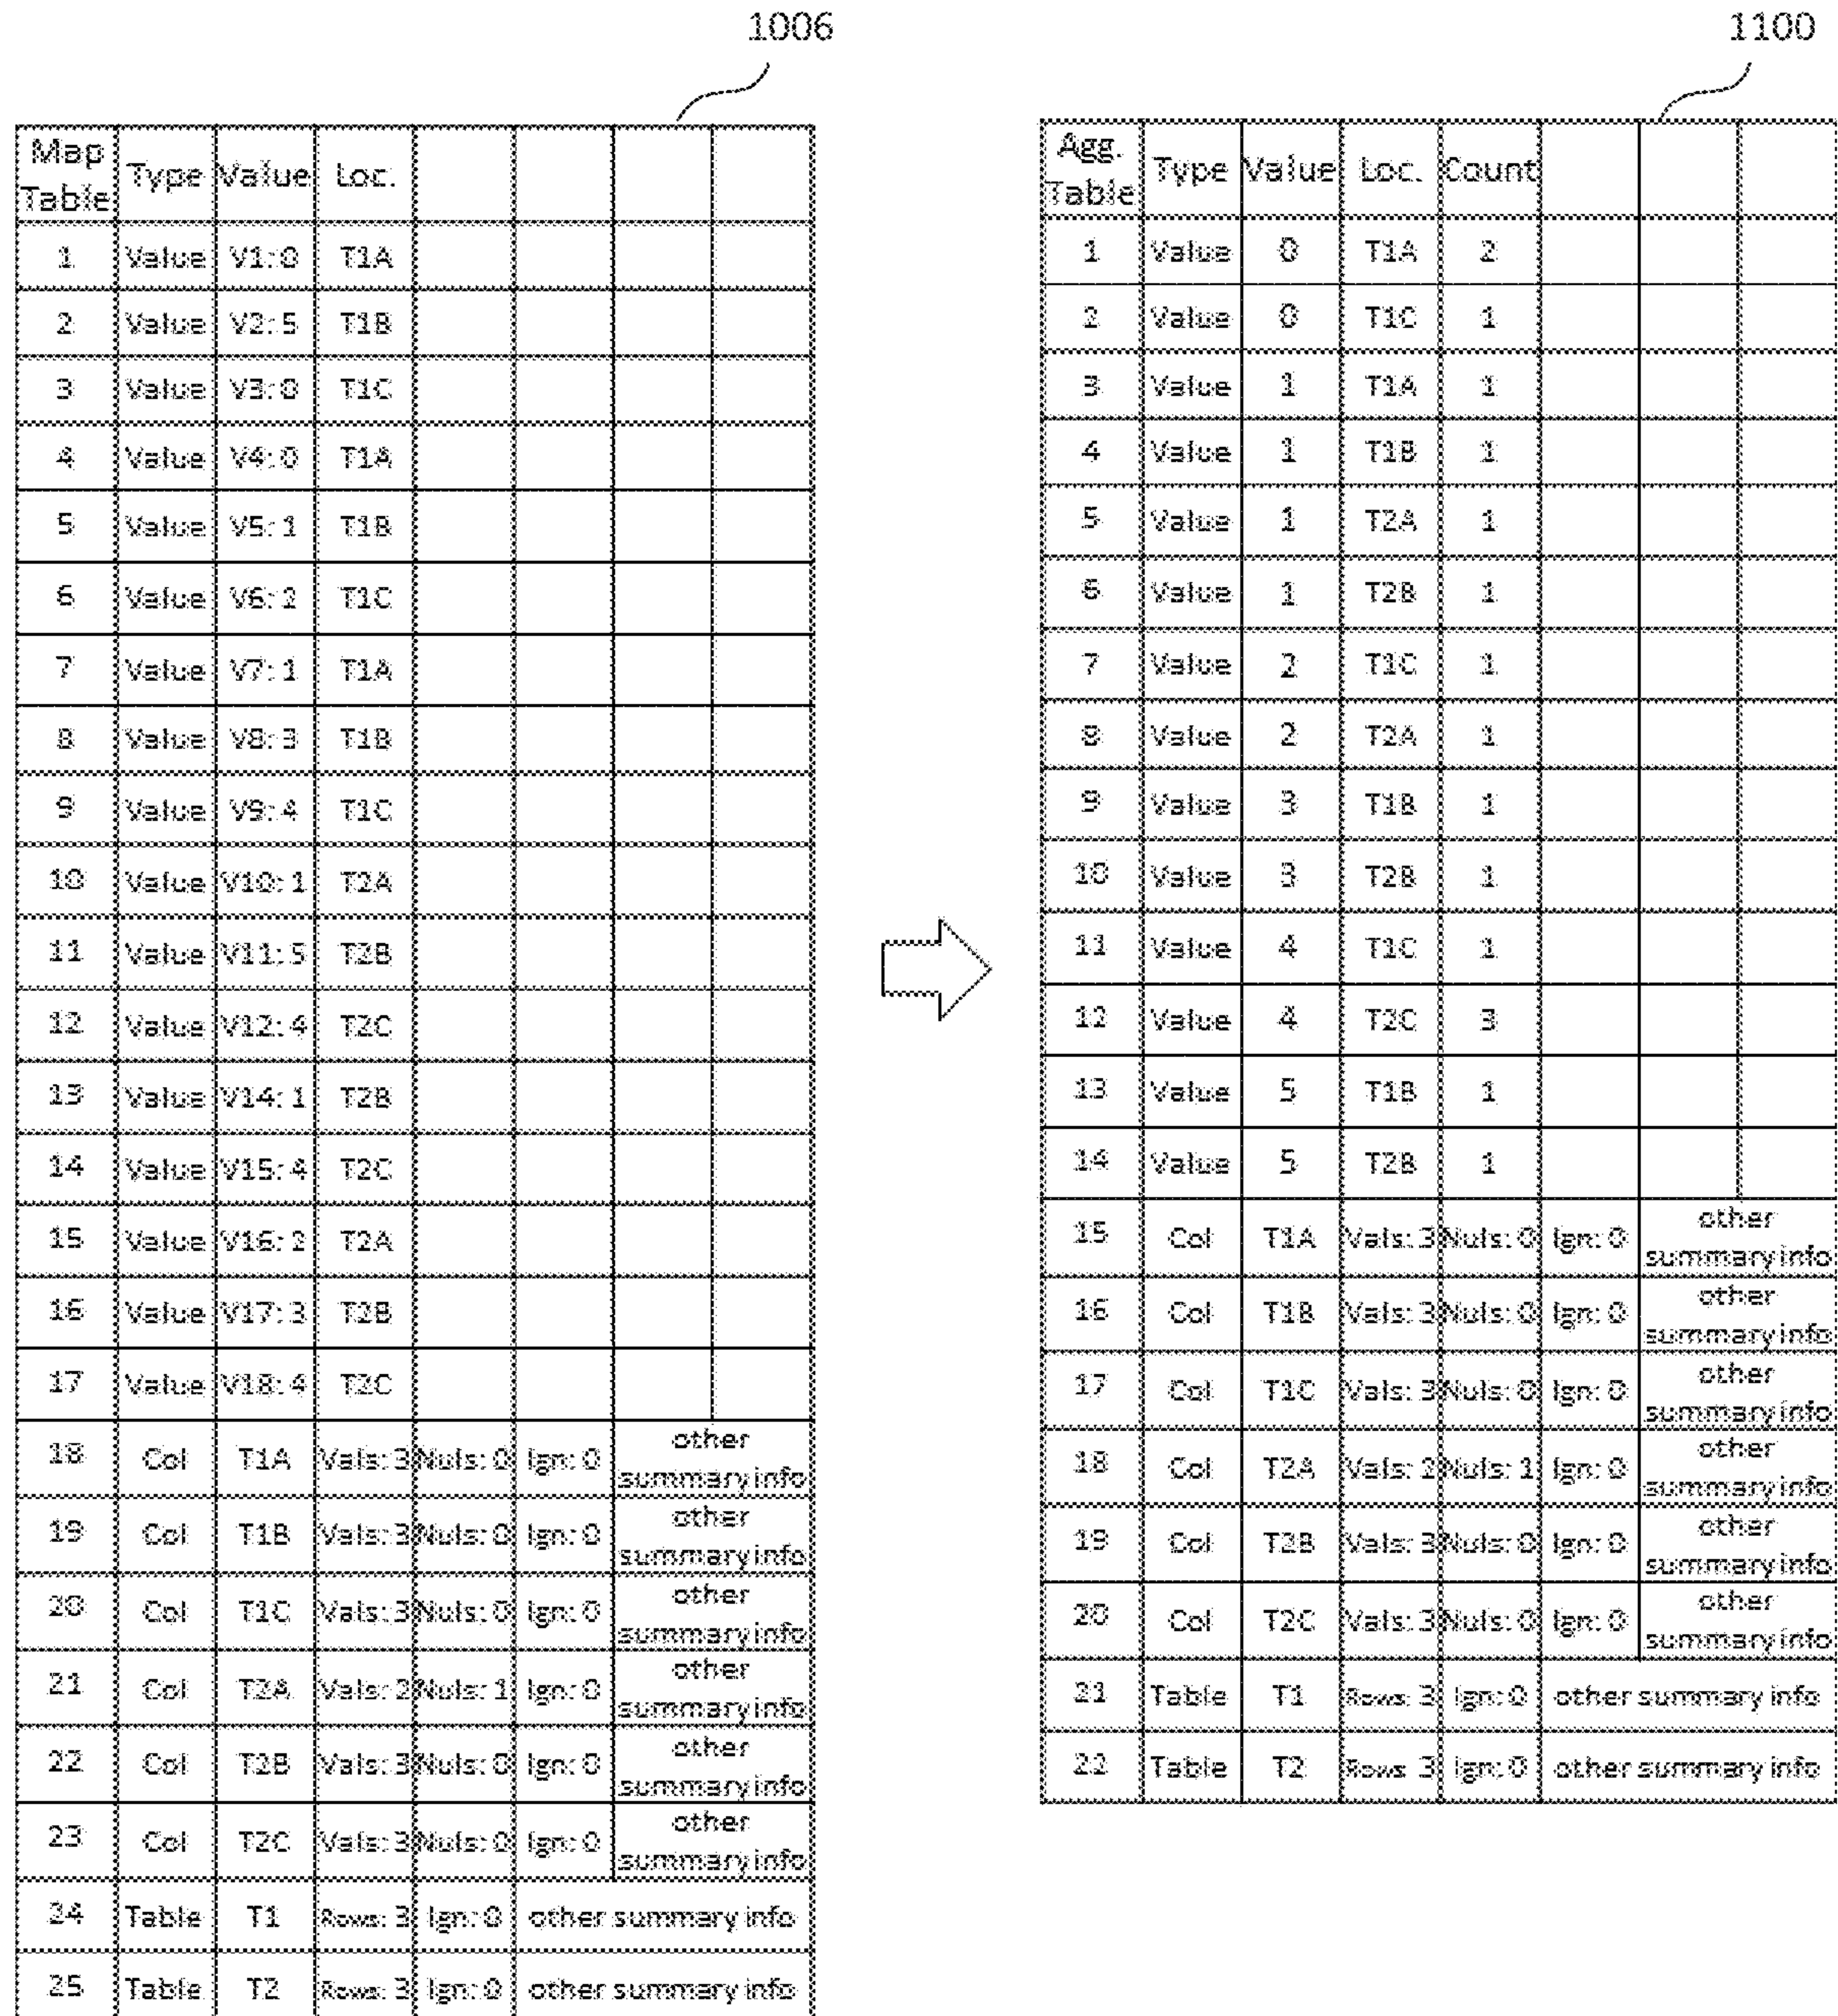 1006
Map Table Type Value Loc.
1 Value V1: 0 T1A
2 Value V2: 5 T1B
3 Value V3: 0 T1C
4 Value V4: 0 T1A
5 Value V5: 1 T1B
6 Value V6: 2 T1C
7 Value V7: 1 T1A
8 Value V8: 3 T1B
9 Value V9: 4 T1C
10 Value V10: 1 T2A
11 Value V11: 5 T2B
12 Value V12: 4 T2C
13 Value V14: 1 T2B
14 Value V15: 4 T2C
15 Value V16: 2 T2A
16 Value V17: 3 T2B
17 Value V18: 4 T2C
18 Col T1A Vals: 3 Nuls: 0 Ign: 0 other summary info
19 Col T1B Vals: 3 Nuls: 0 Ign: 0 other summary info
20 Col T1C Vals: 3 Nuls: 0 Ign: 0 other summary info
21 Col T2A Vals: 2 Nuls: 1 Ign: 0 other summary info
22 Col T2B Vals: 3 Nuls: 0 Ign: 0 other summary info
23 Col T2C Vals: 3 Nuls: 0 Ign: 0 other summary info
24 Table T1 Rows: 3 Ign: 0 other summary info
25 Table T2 Rows: 3 Ign: 0 other summary info
1100
Agg. Table Type Value Loc. Count
1 Value 0 T1A 2
2 Value 0 T1C 1
3 Value 1 T1A 1
4 Value 1 T1B 1
5 Value 1 T2A 1
6 Value 1 T2B 1
7 Value 2 T1C 1
8 Value 2 T2A 1
9 Value 3 T1B 1
10 Value 3 T2B 1
11 Value 4 T1C 1
12 Value 4 T2C 3
13 Value 5 T1B 1
14 Value 5 T2B 1
15 Col T1A Vals: 3 Nuls: 0 Ign: 0 other summary info
16 Col T1B Vals: 3 Nuls: 0 Ign: 0 other summary info
17 Col T1C Vals: 3 Nuls: 0 Ign: 0 other summary info
18 Col T2A Vals: 2 Nuls: 1 Ign: 0 other summary info
19 Col T2B Vals: 3 Nuls: 0 Ign: 0 other summary info
20 Col T2C Vals: 3 Nuls: 0 Ign: 0 other summary info
21 Table T1 Rows: 3 Ign: 0 other summary info
22 Table T2 Rows: 3 Ign: 0 other summary info